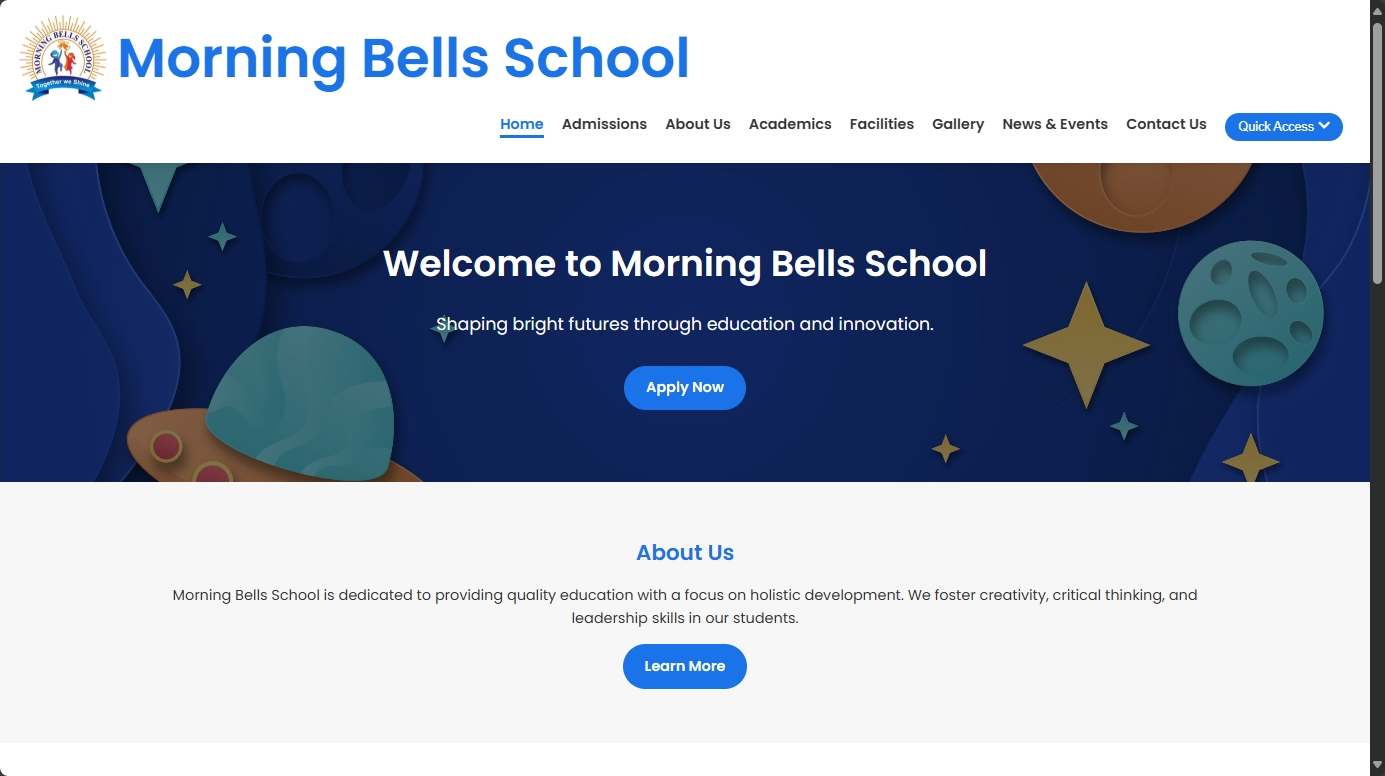 MORNING BELLS SCHOOL
Together we Shine
Morning Bells School
Home Admissions About Us Academics Facilities Gallery News & Events Contact Us Quick Access
Welcome to Morning Bells School
Shaping bright futures through education and innovation.
Apply Now
About Us
Morning Bells School is dedicated to providing quality education with a focus on holistic development. We foster creativity, critical thinking, and
leadership skills in our students.
Learn More